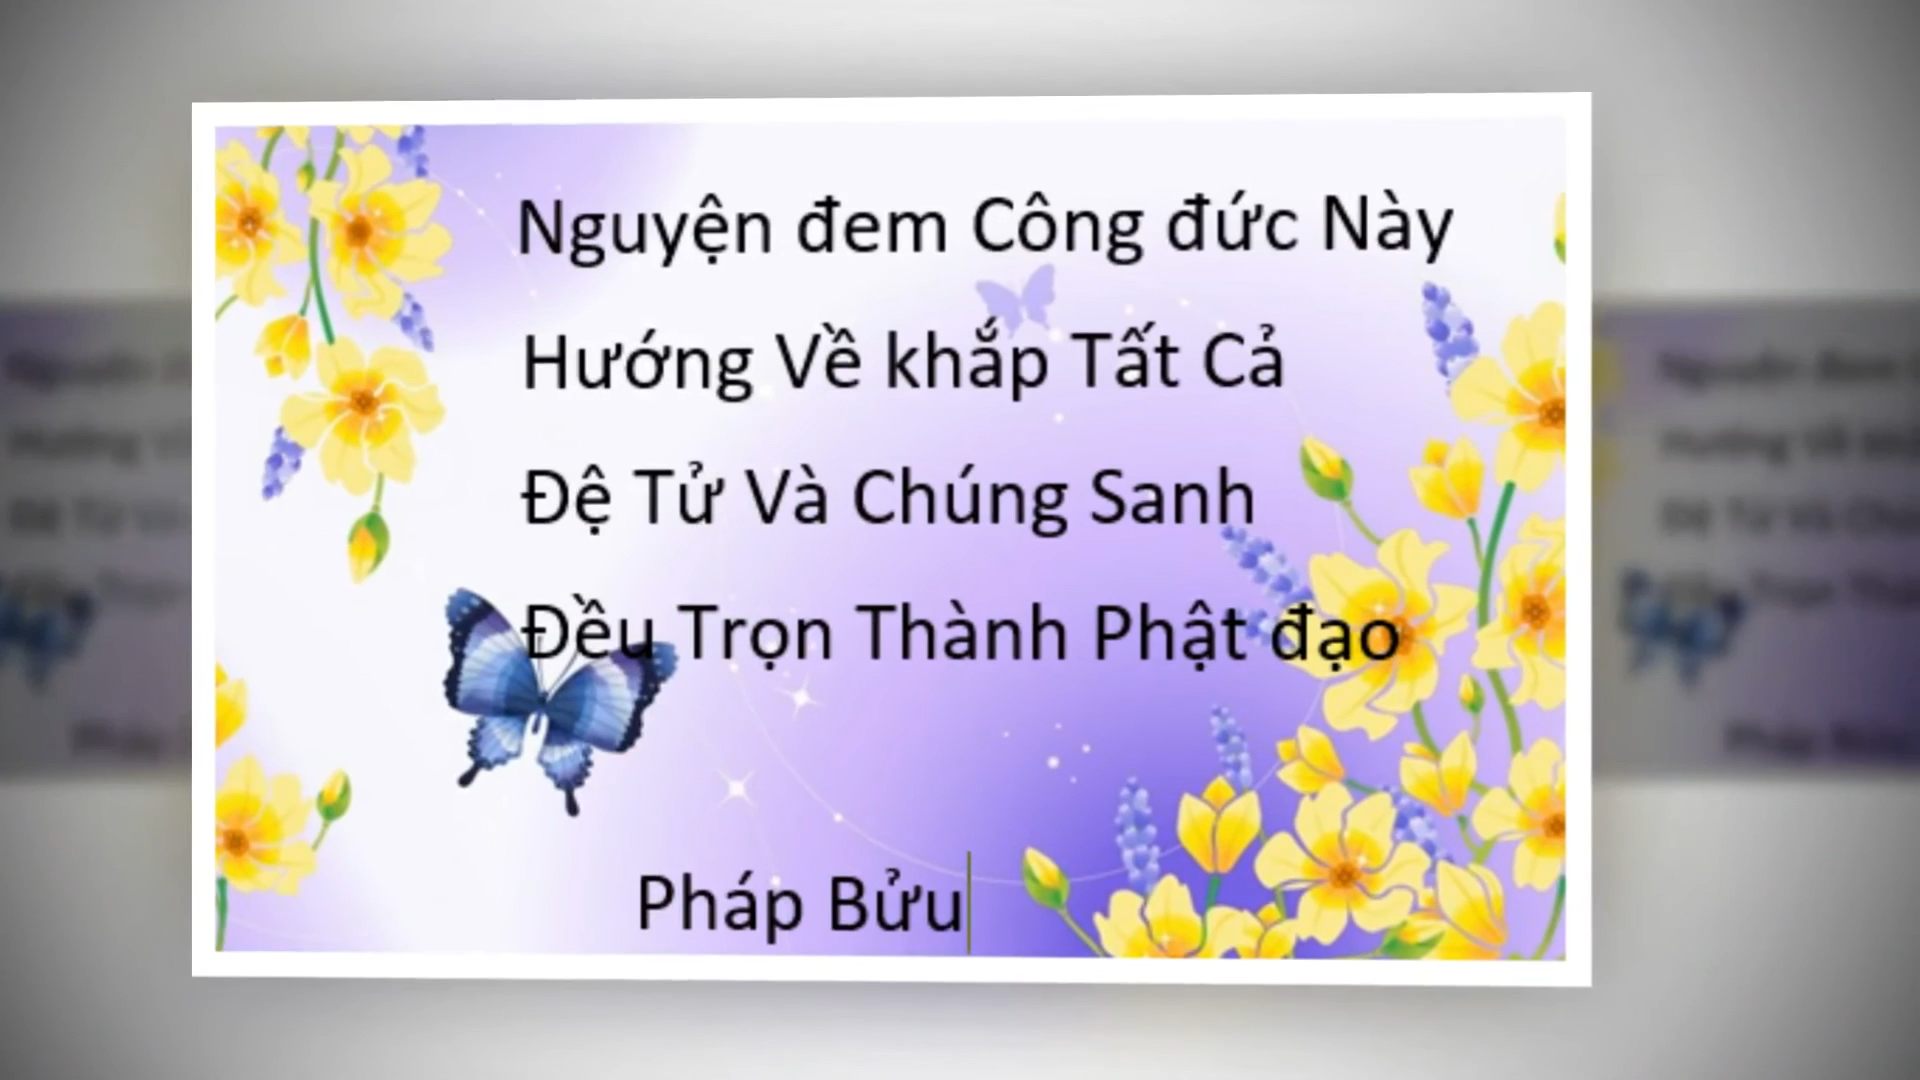 Nguyện đem Công đức Này
Hướng Về khắp Tất Cả
Đệ Tử Và Chúng Sanh
Đều Trọn Thành Phật đạo
Pháp Bửu